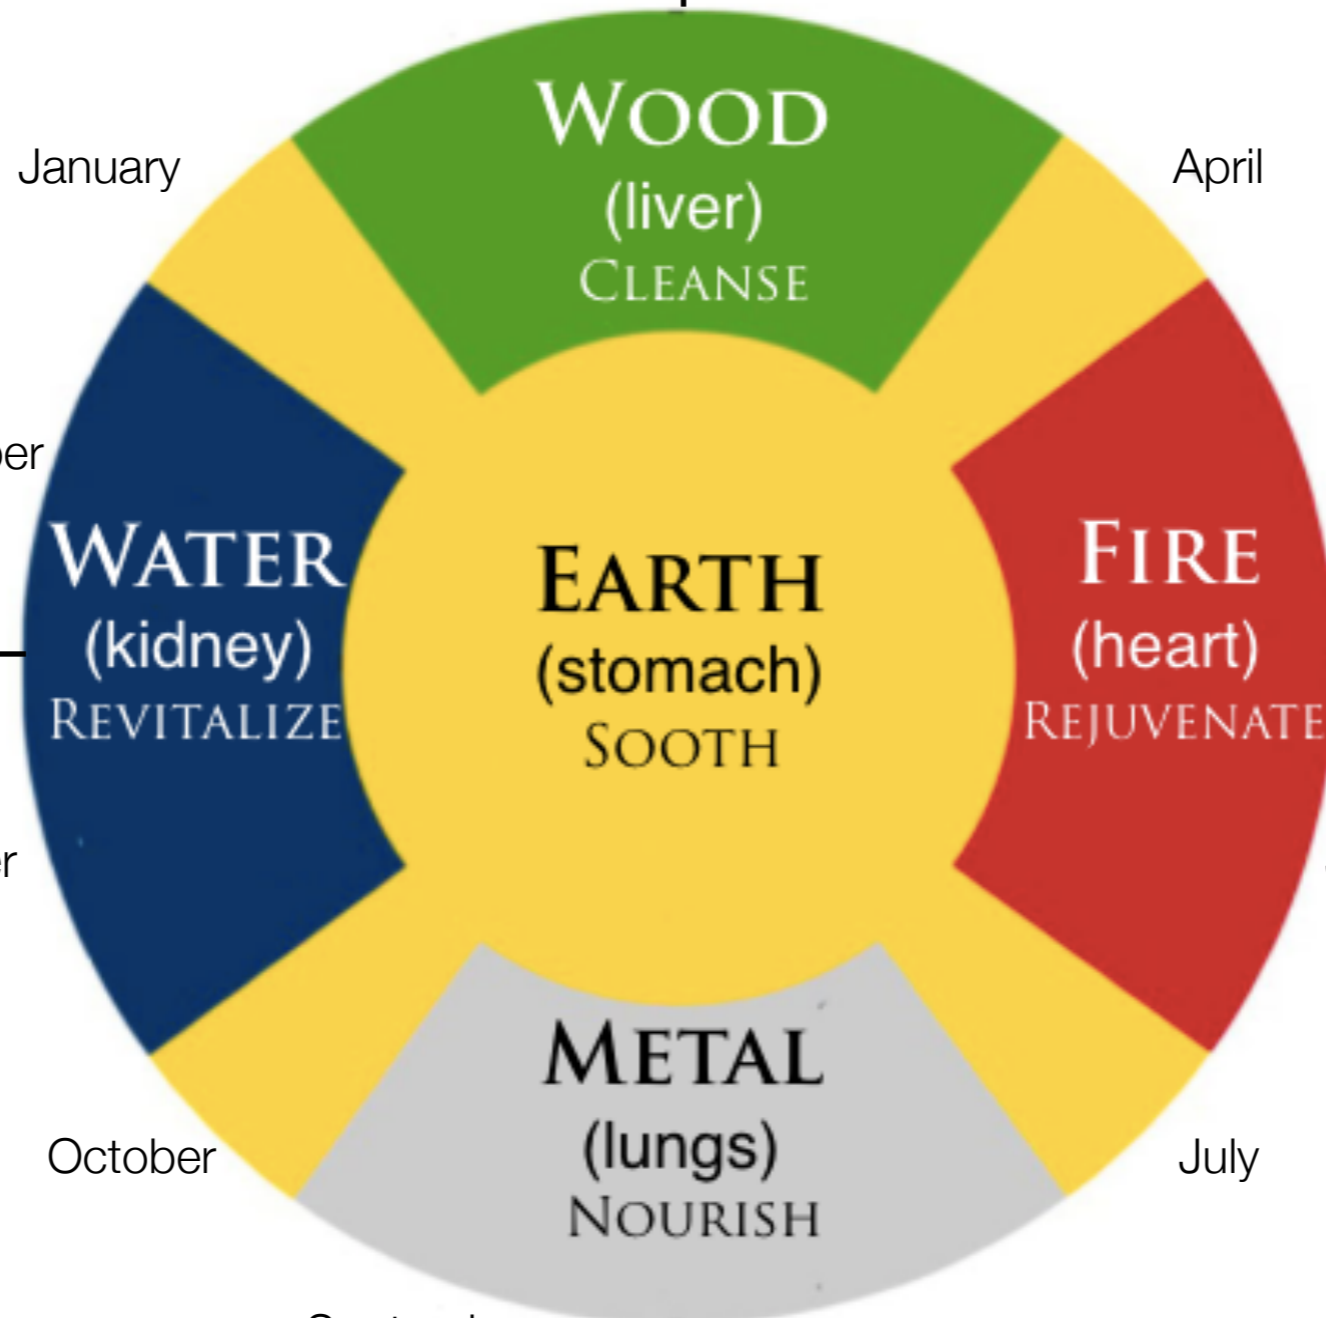 WOOD
(liver)
CLEANSE
January
April
WATER
(kidney)
REVITALIZE
EARTH
(stomach)
SOOTH
FIRE
(heart)
REJUVENATE
METAL
(lungs)
NOURISH
October
July